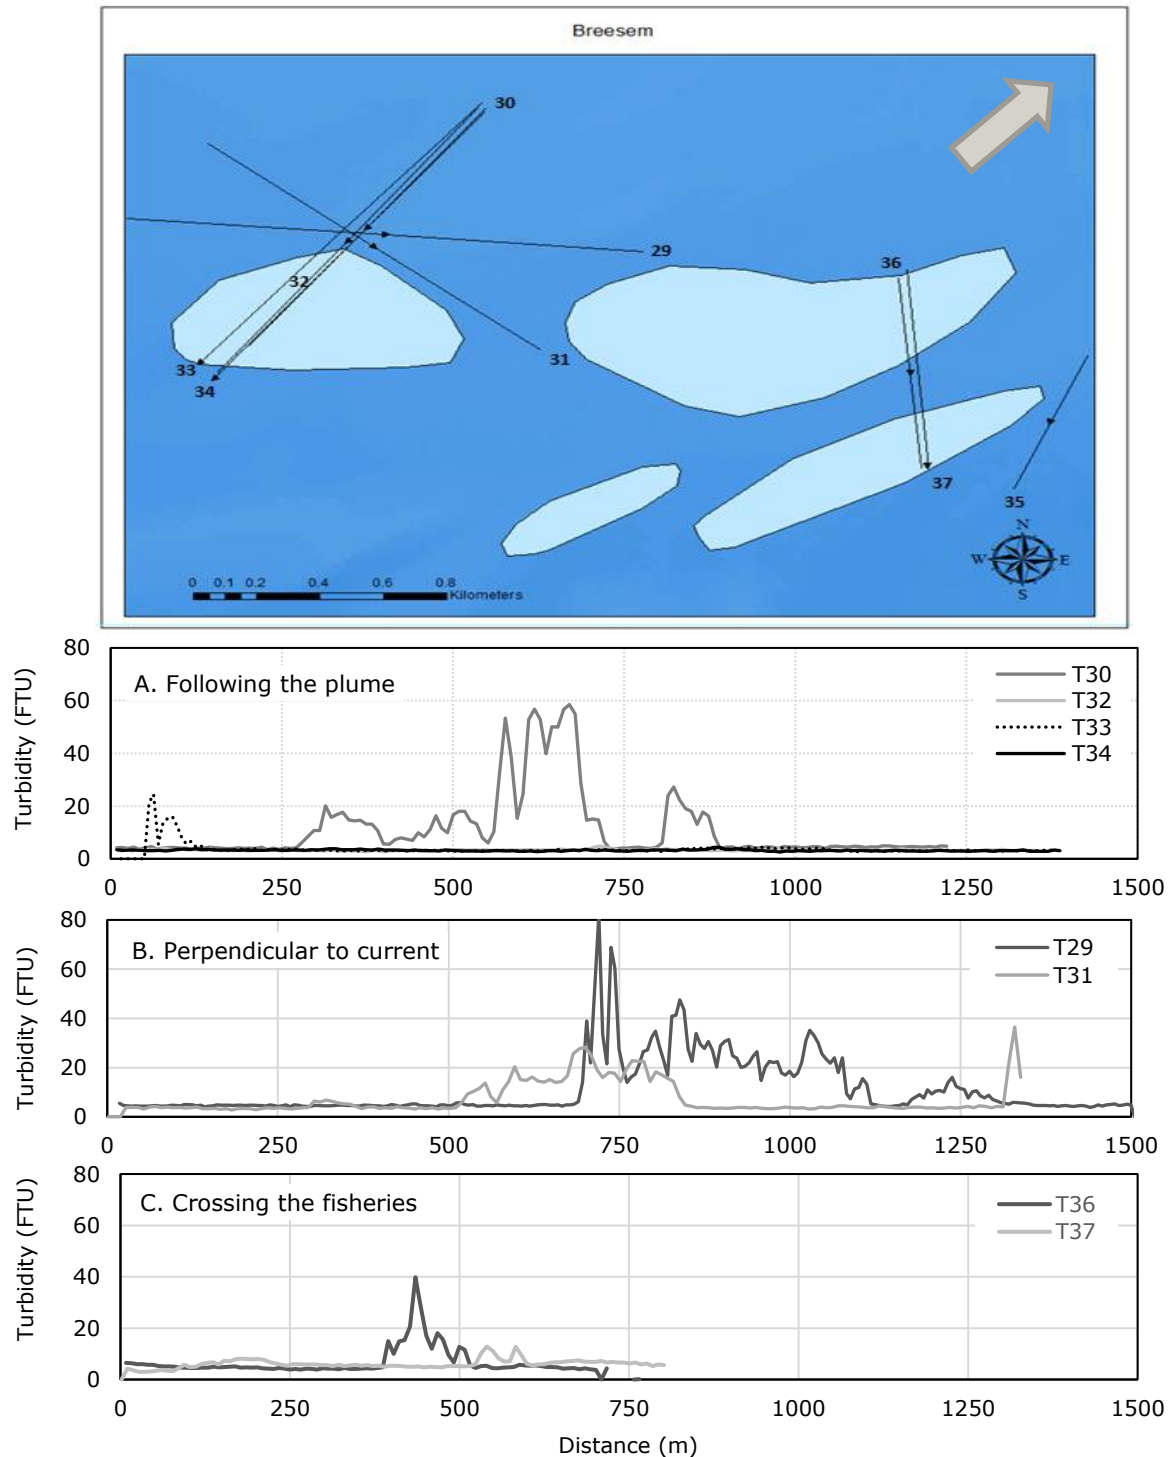 Breesem
30
29
32
36
31
33
34
37
35
N
W E
S
0 0.1 0.2 0.4 0.6 0.8
Kilometers
A. Following the plume
Turbidity (FTU)
80
60
40
20
0
T30
T32
T33
T34
0 250 500 750 1000 1250 1500
B. Perpendicular to current
Turbidity (FTU)
80
60
40
20
0
T29
T31
0 250 500 750 1000 1250 1500
C. Crossing the fisheries
Turbidity (FTU)
80
60
40
20
0
T36
T37
0 250 500 750 1000 1250 1500
Distance (m)